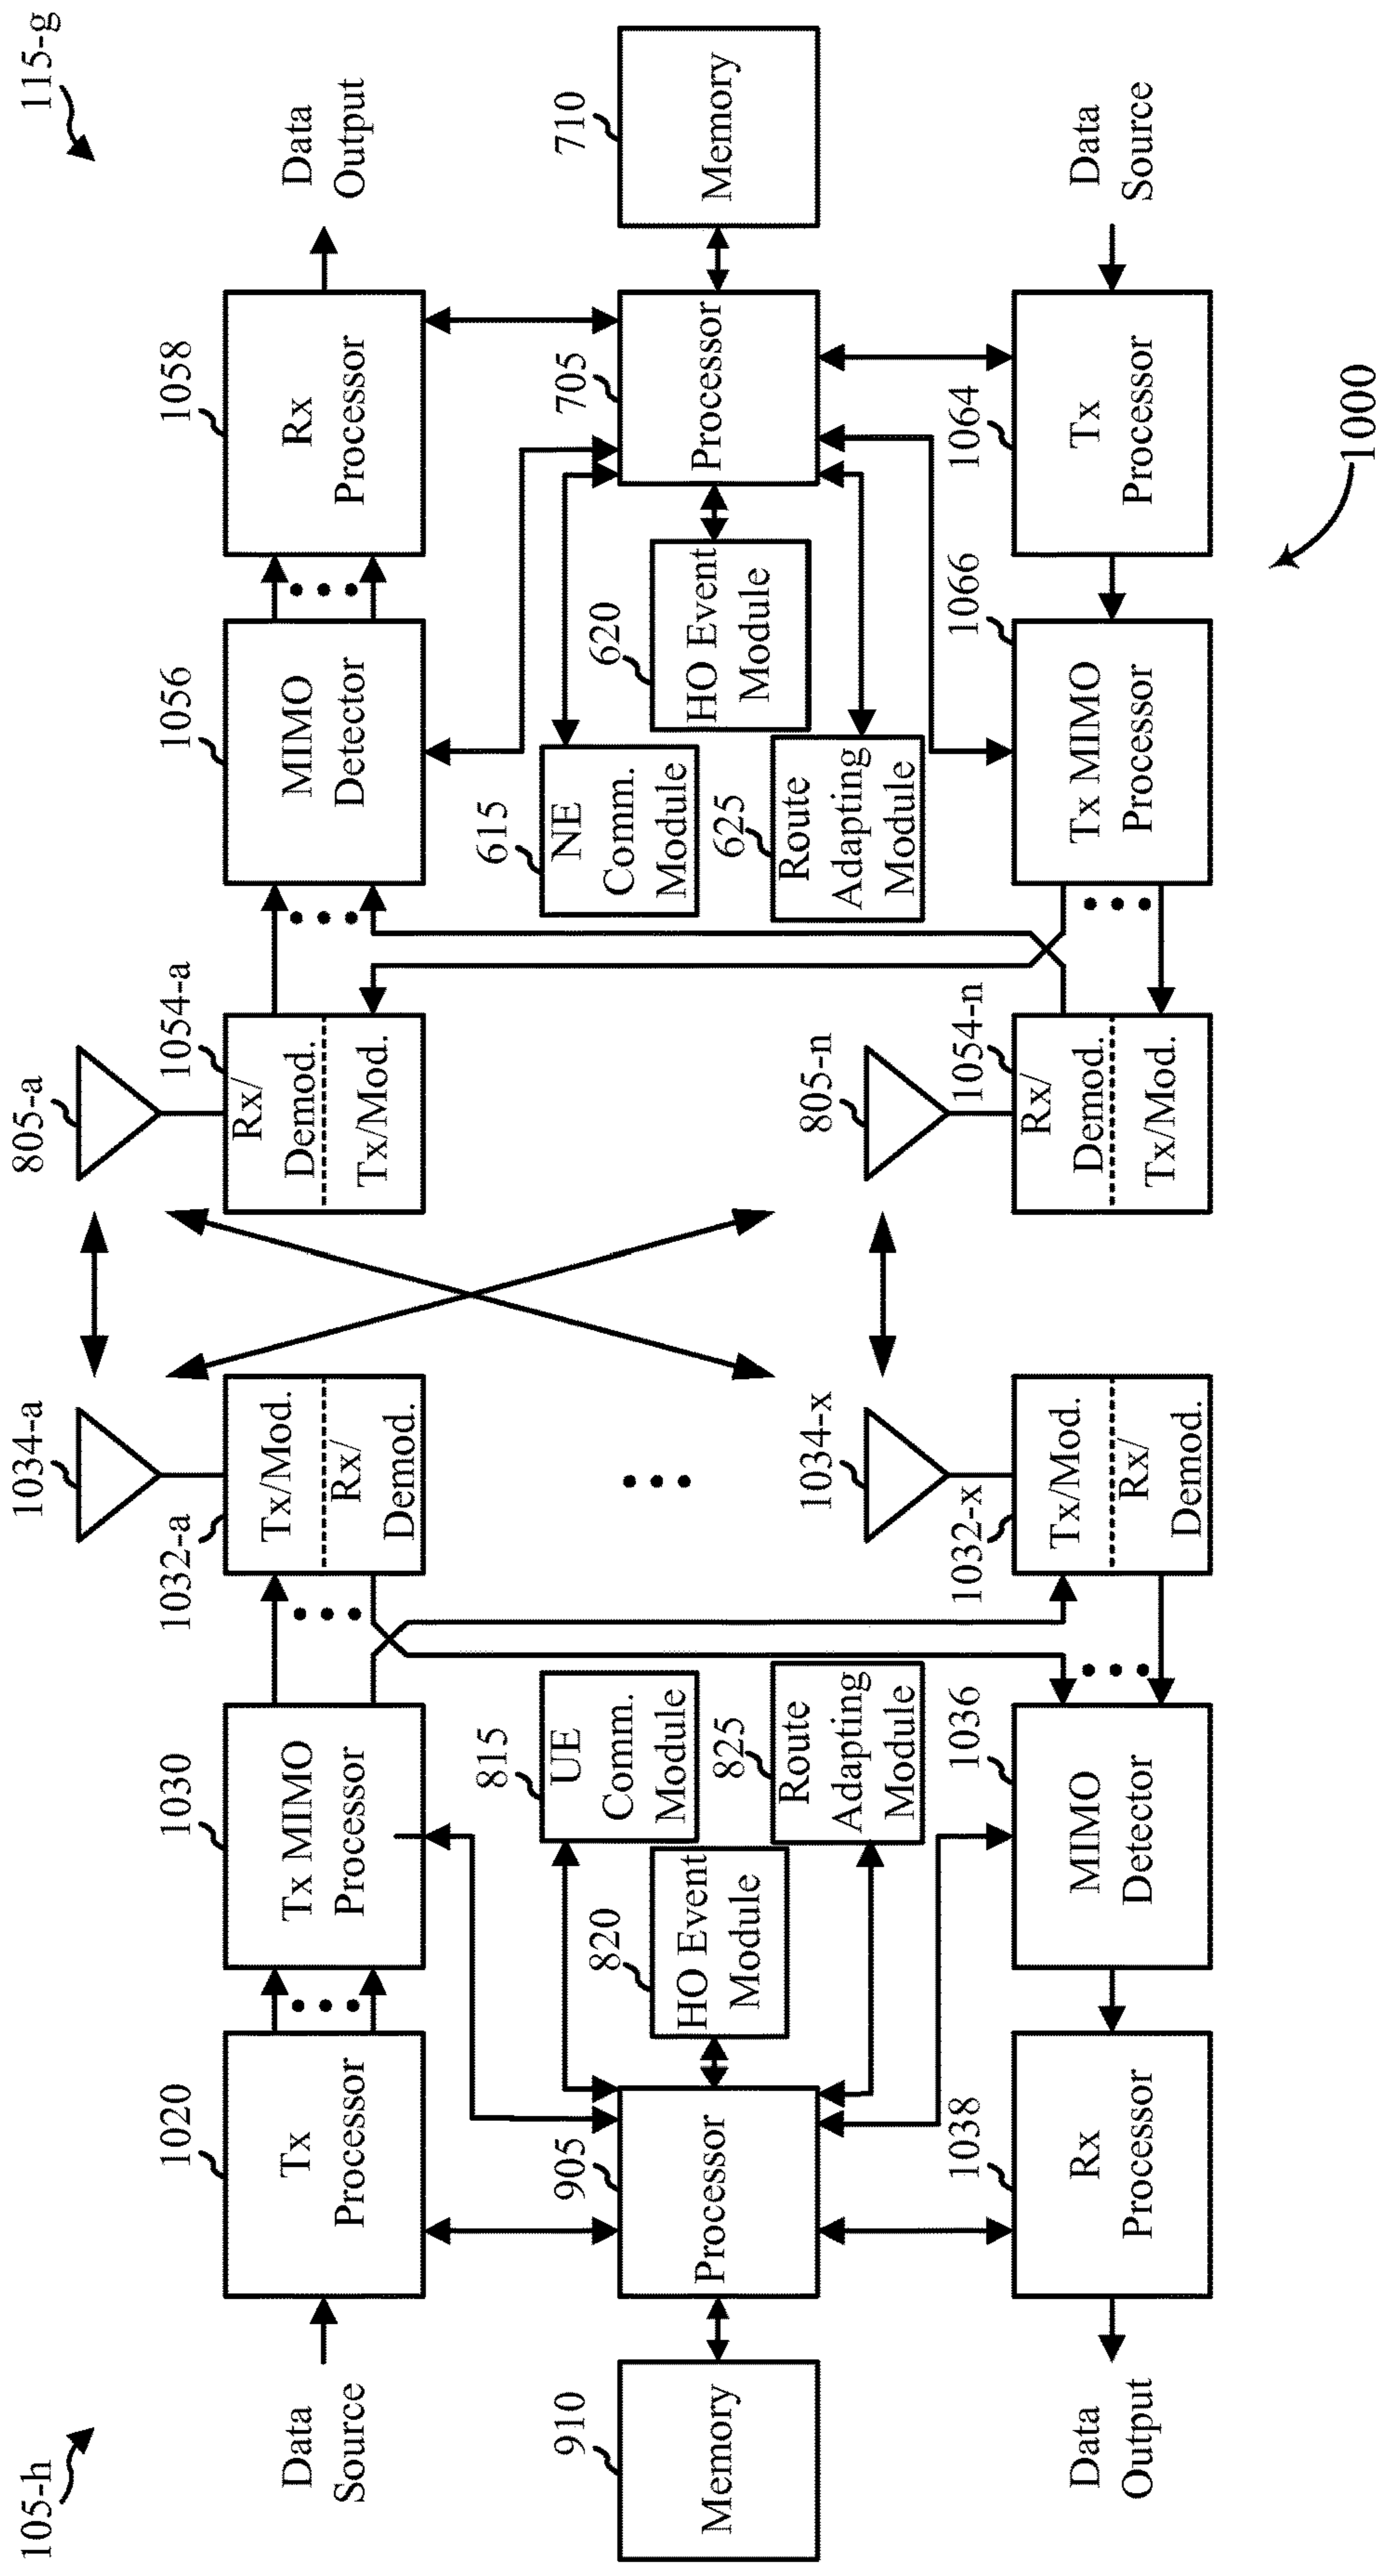 105-h
115-g
Data
Source
1020
Tx
Processor
1030
Tx MIMO
Processor
1032-a
Tx/Mod.
Rx/
Demod.
1034-a
805-a
1054-a
Rx/
Demod.
Tx/Mod.
1056
MIMO
Detector
1058
Rx
Processor
Data
Output
910
Memory
905
Processor
820
HO Event
Module
815
UE
Comm.
Module
825
Route
Adapting
Module
615
NE
Comm.
Module
625
Route
Adapting
Module
620
HO Event
Module
705
Processor
710
Memory
Data
Output
1038
Rx
Processor
1036
MIMO
Detector
1032-x
Tx/Mod.
Rx/
Demod.
1034-x
805-n
1054-n
Rx/
Demod.
Tx/Mod.
1066
Tx MIMO
Processor
1064
Tx
Processor
Data
Source
1000